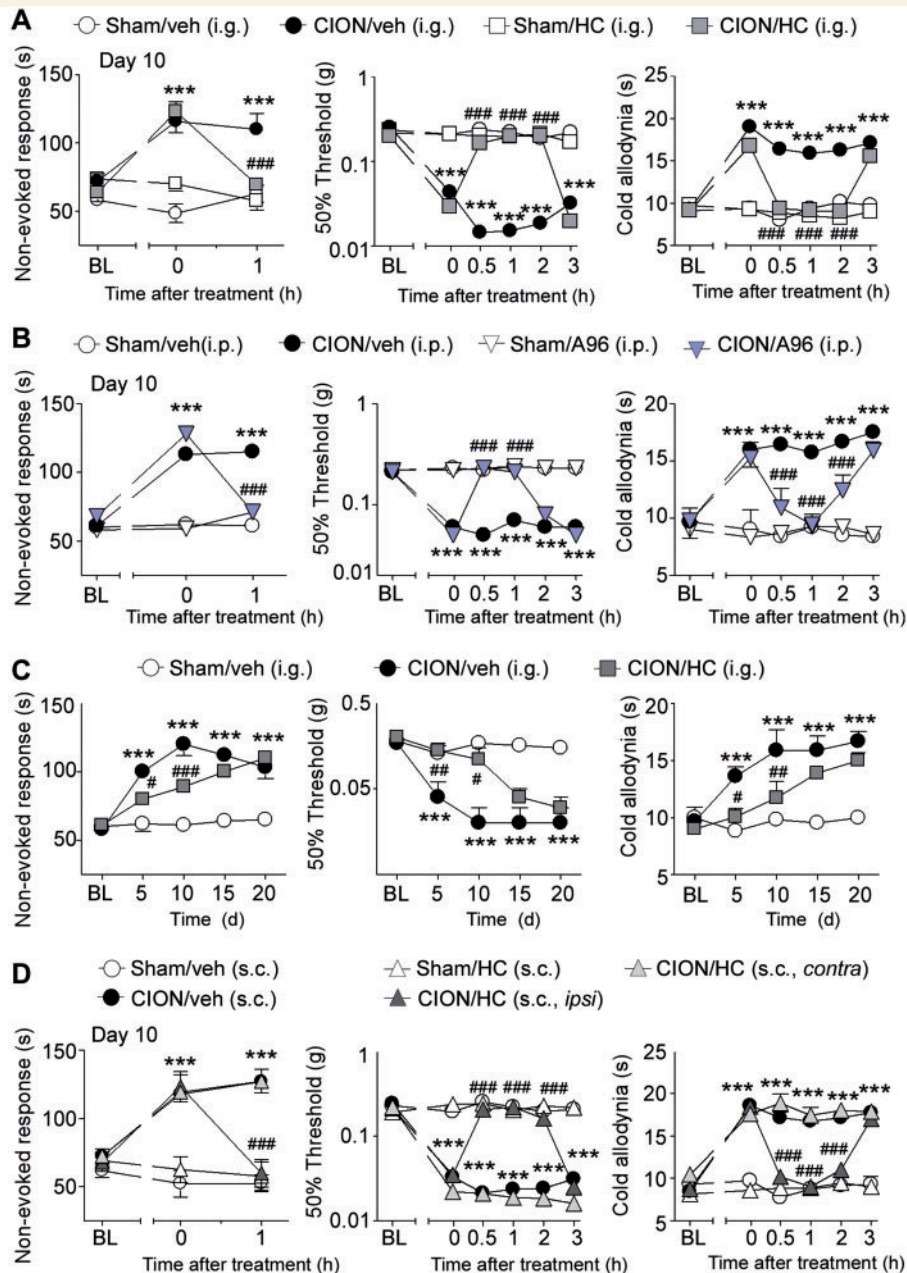 A
Sham/veh (i.g.) CION/veh (i.g.) Sham/HC (i.g.) CION/HC (i.g.)
Non-evoked response (s)
Day 10
150
100
50
*** ***
###
BL 0 1
Time after treatment (h)
50% Threshold (g)
1
0.1
0.01
### ### ###
*** *** *** *** ***
BL 0 0.5 1 2 3
Time after treatment (h)
Cold allodynia (s)
25
20
15
10
5
*** *** *** *** ***
### ### ###
BL 0 0.5 1 2 3
Time after treatment (h)
B
Sham/veh(i.p.) CION/veh (i.p.) Sham/A96 (i.p.) CION/A96 (i.p.)
Non-evoked response (s)
Day 10
150
100
50
*** ***
###
BL 0 1
Time after treatment (h)
50% Threshold (g)
1
0.1
0.01
### ###
*** *** *** *** ***
BL 0 0.5 1 2 3
Time after treatment (h)
Cold allodynia (s)
20
15
10
5
*** *** *** *** ***
### ### ###
BL 0 0.5 1 2 3
Time after treatment (h)
C
Sham/veh (i.g.) CION/veh (i.g.) CION/HC (i.g.)
Non-evoked response (s)
150
100
50
*** *** *** ***
# ###
BL 5 10 15 20
Time (d)
50% Threshold (g)
0.5
0.05
## #
*** *** *** ***
BL 5 10 15 20
Time (d)
Cold allodynia (s)
20
15
10
5
*** *** *** ***
# ##
BL 5 10 15 20
Time (d)
D
Sham/veh (s.c.) Sham/HC (s.c.) CION/HC (s.c., contra)
CION/veh (s.c.) CION/HC (s.c., ipsi)
Non-evoked response (s)
Day 10
150
100
50
*** ***
###
BL 0 1
Time after treatment (h)
50% Threshold (g)
1
0.1
0.01
### ### ###
*** *** *** *** ***
BL 0 0.5 1 2 3
Time after treatment (h)
Cold allodynia (s)
25
20
15
10
5
*** *** *** *** ***
### ### ###
BL 0 0.5 1 2 3
Time after treatment (h)